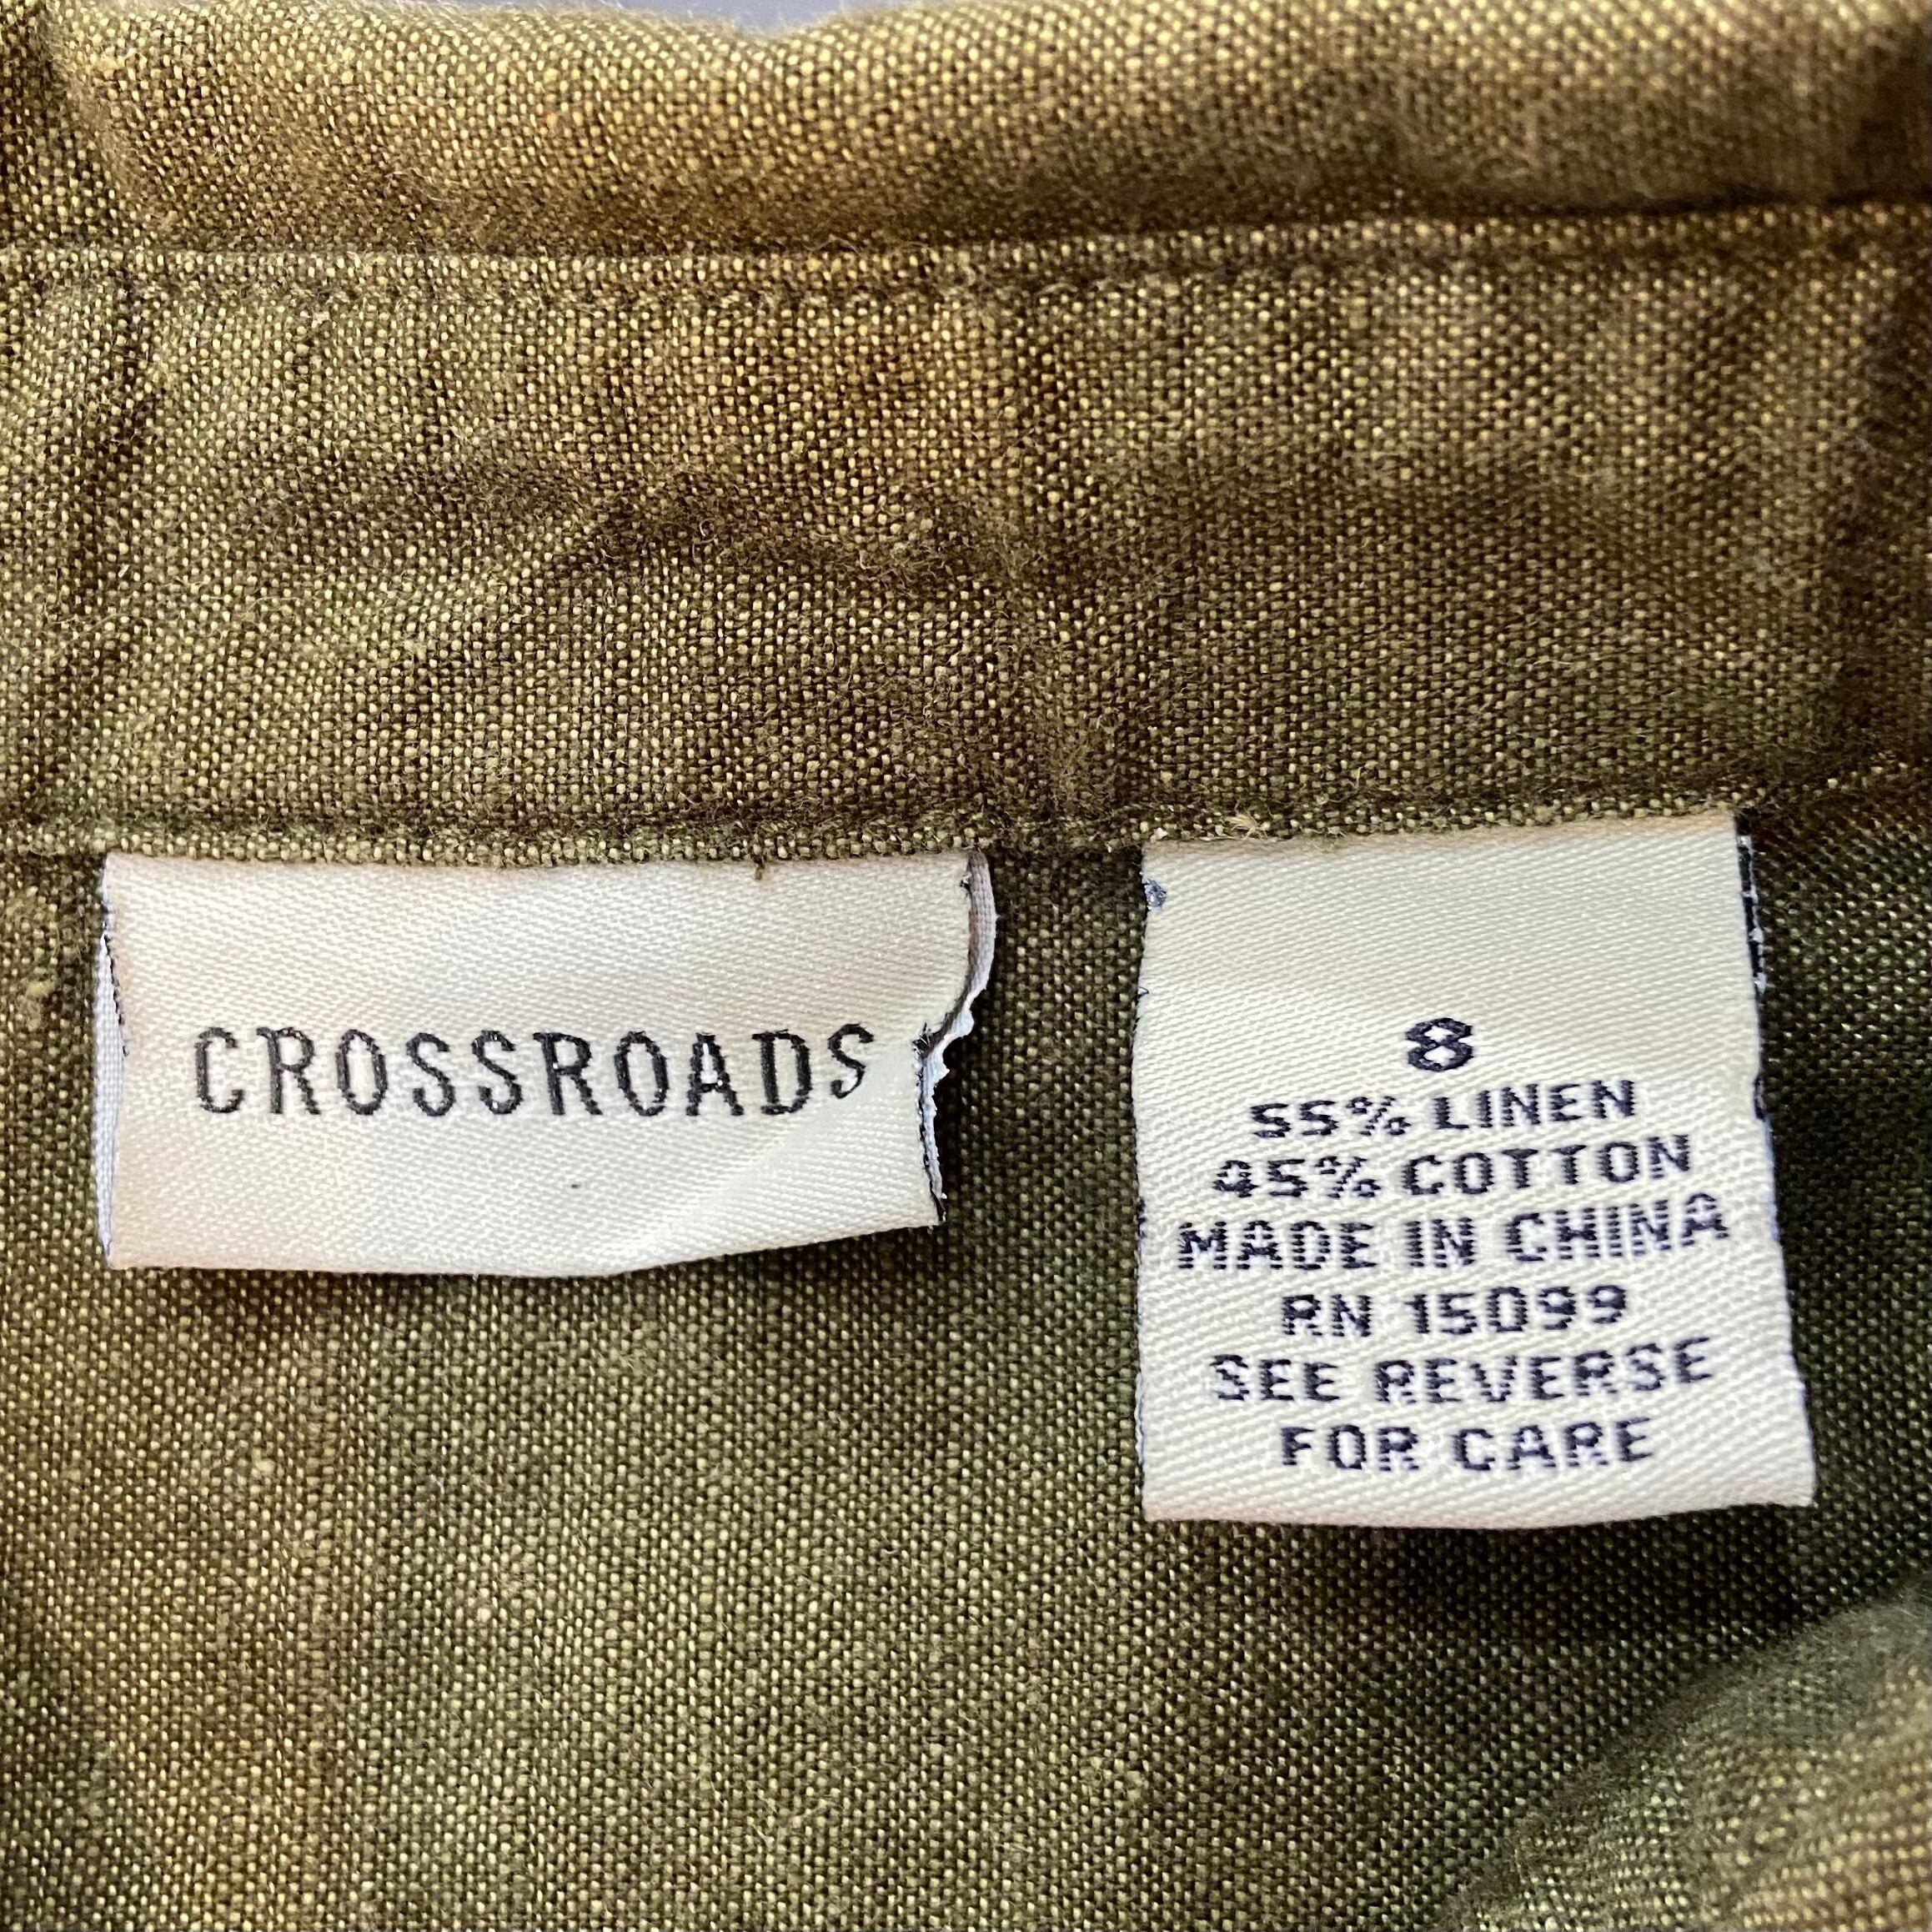 CROSSROADS
8
55% LINEN
45% COTTON
MADE IN CHINA
RN 15099
SEE REVERSE
FOR CARE